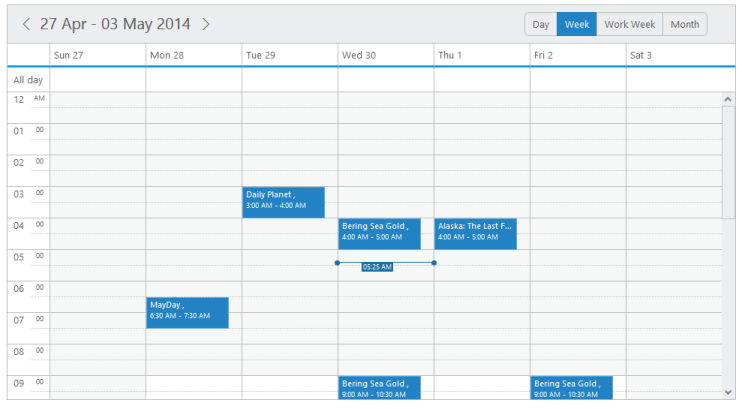 27 Apr - 03 May 2014
Day Week Work Week Month
Sun 27 Mon 28 Tue 29 Wed 30 Thu 1 Fri 2 Sat 3
All day
12 AM
01 00
02 00
03 00
Daily Planet ,
3:00 AM - 4:00 AM
04 00
Bering Sea Gold ,
4:00 AM - 5:00 AM
Alaska: The Last F...
4:00 AM - 5:00 AM
05 00
05:25 AM
06 00
MayDay ,
6:30 AM - 7:30 AM
07 00
08 00
09 00
Bering Sea Gold ,
9:00 AM - 10:30 AM
Bering Sea Gold ,
9:00 AM - 10:30 AM